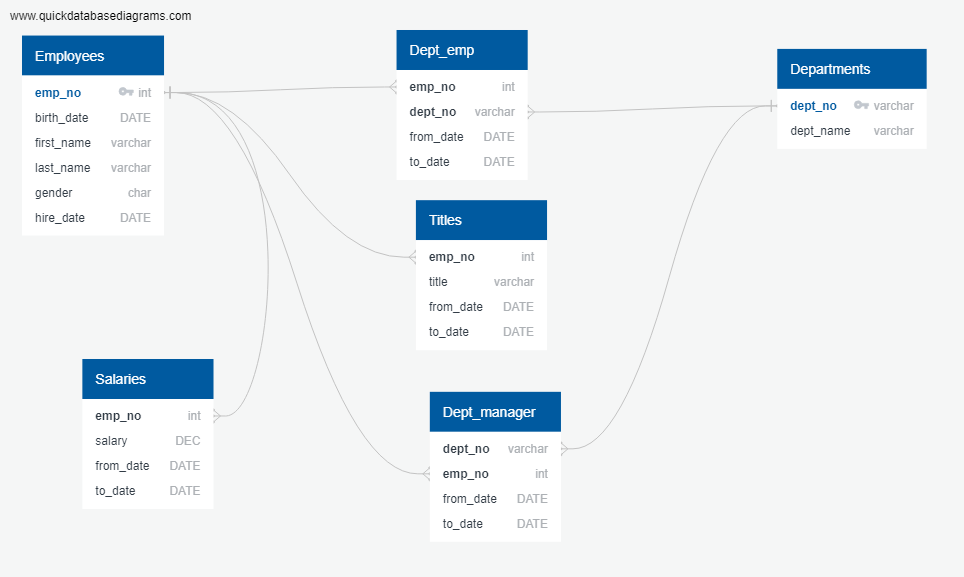 www.quickdatabasediagrams.com
Employees
emp_no int
birth_date DATE
first_name varchar
last_name varchar
gender char
hire_date DATE
Dept_emp
emp_no int
dept_no varchar
from_date DATE
to_date DATE
Departments
dept_no varchar
dept_name varchar
Titles
emp_no int
title varchar
from_date DATE
to_date DATE
Salaries
emp_no int
salary DEC
from_date DATE
to_date DATE
Dept_manager
dept_no varchar
emp_no int
from_date DATE
to_date DATE